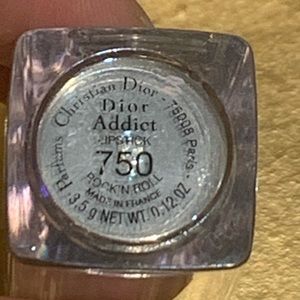 Parfums Christian Dior - 75008 Paris
Dior
Addict
LIPSTICK
750
ROCK'N'ROLL
MADE IN FRANCE
3,5 g NET WT. 0.12 OZ